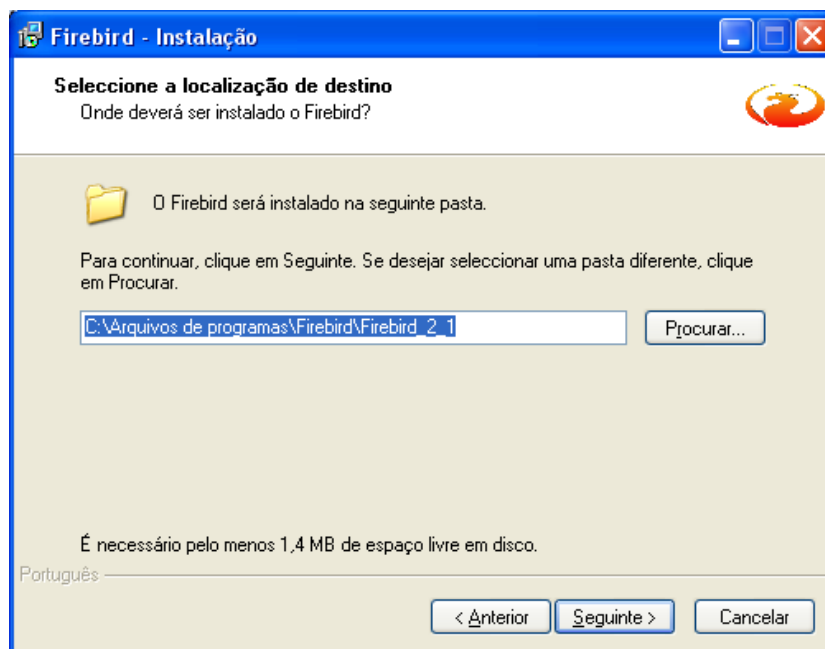 Firebird - Instalação
Seleccione a localização de destino
Onde deverá ser instalado o Firebird?
O Firebird será instalado na seguinte pasta.
Para continuar, clique em Seguinte. Se desejar seleccionar uma pasta diferente, clique
em Procurar.
C:\Arquivos de programas\Firebird\Firebird_2_1
Procurar...
É necessário pelo menos 1,4 MB de espaço livre em disco.
Português
< Anterior
Seguinte >
Cancelar